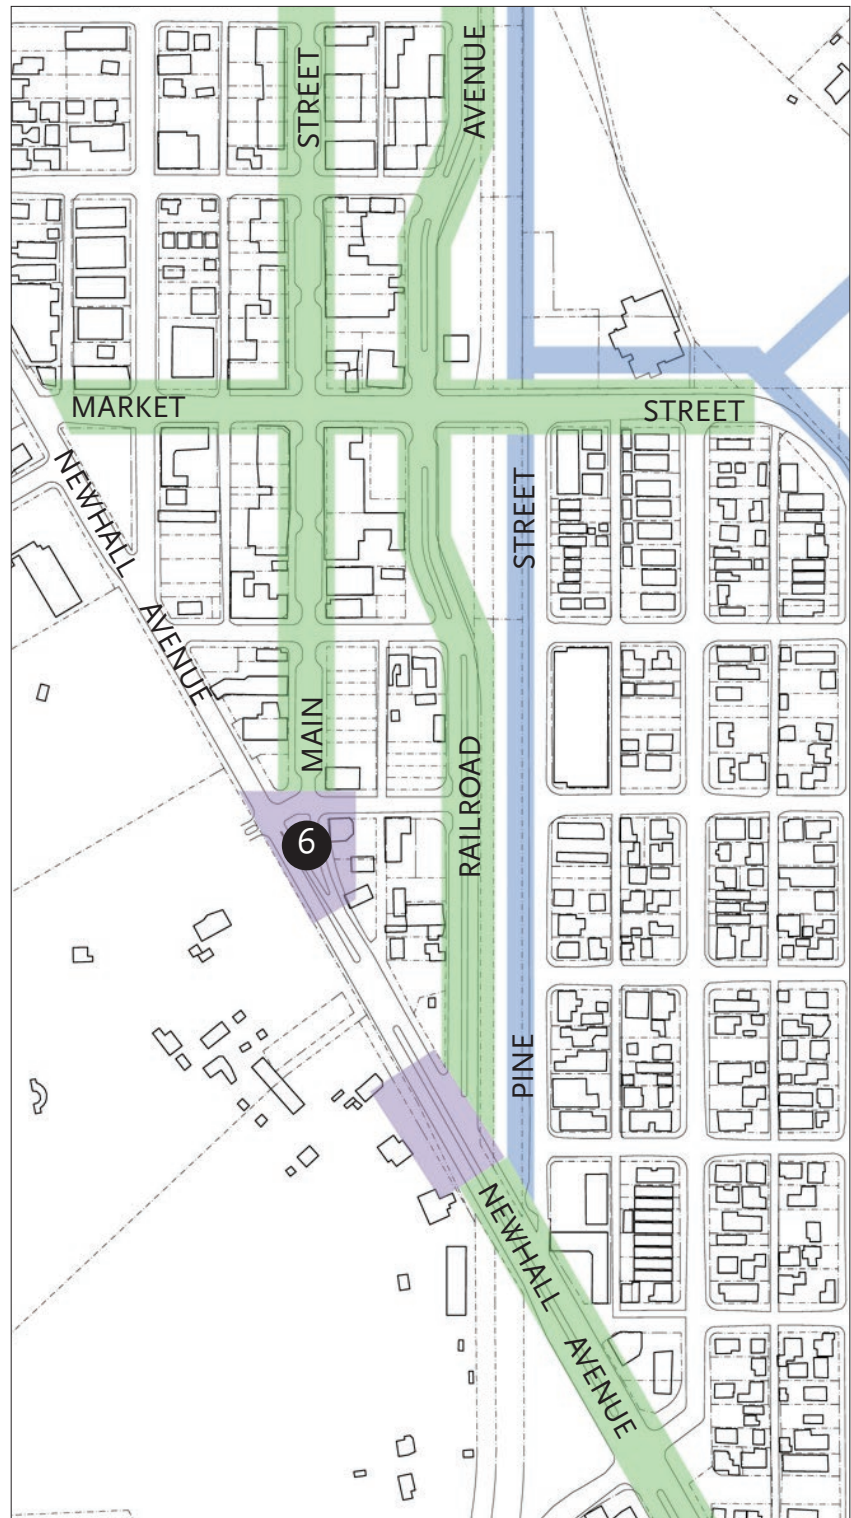 STREET
AVENUE
MARKET
STREET
NEWHALL
AVENUE
STREET
MAIN
RAILROAD
6
PINE
NEWHALL
AVENUE